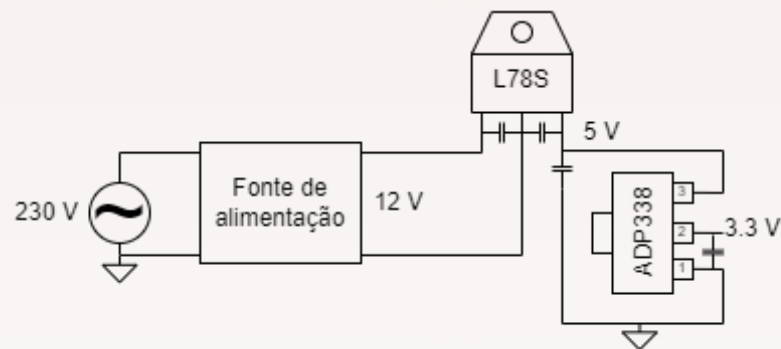 L78S
5 V
230 V
Fonte de
alimentação
12 V
ADP338
3
2
1
3.3 V